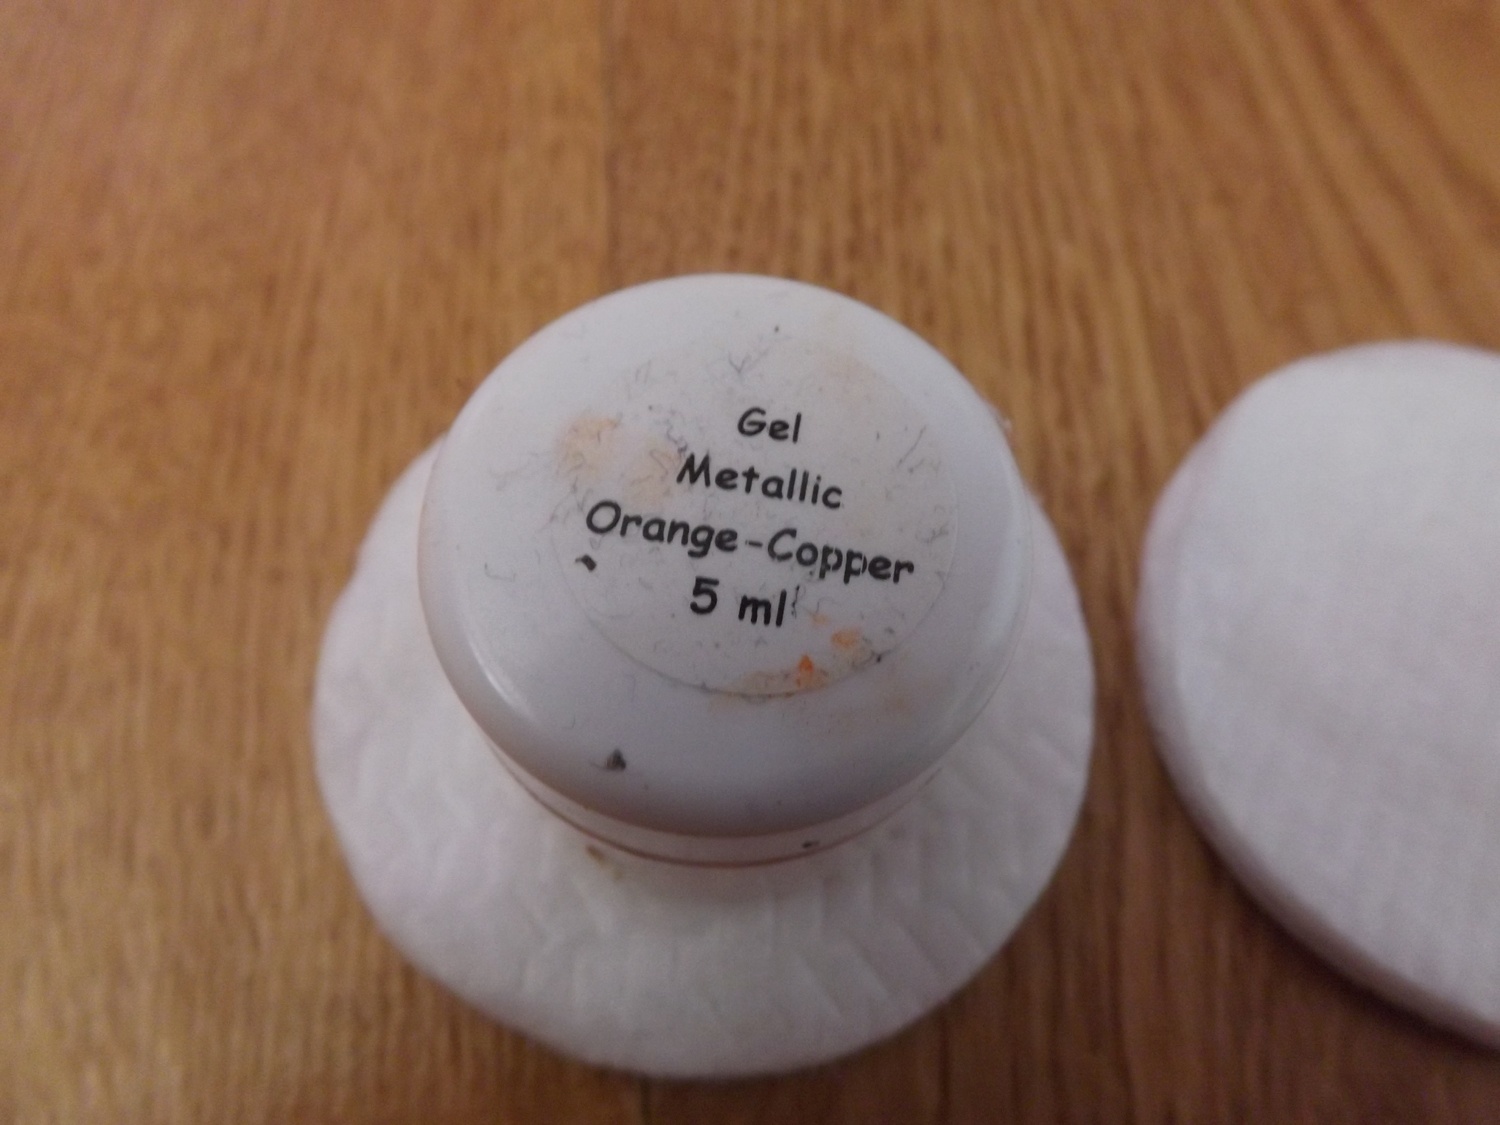 Gel
Metallic
Orange-Copper
5 ml